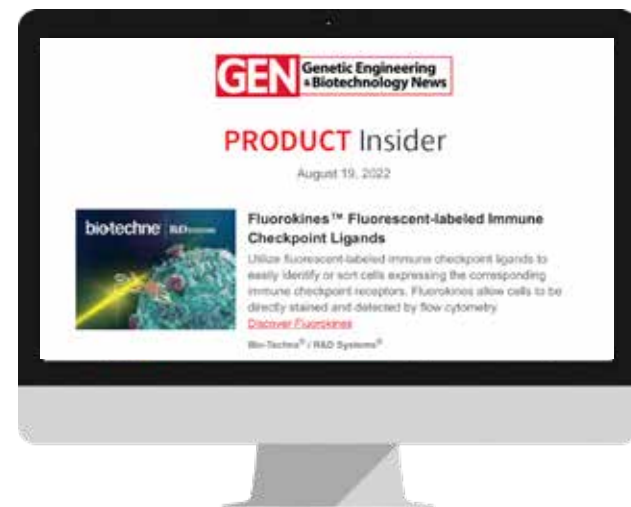 GEN Genetic Engineering
& Biotechnology News
PRODUCT Insider
August 19, 2022
bio-techne R&D SYSTEMS
Fluorokines™ Fluorescent-labeled Immune
Checkpoint Ligands
Utilize fluorescent-labeled immune checkpoint ligands to
easily identify or sort cells expressing the corresponding
immune checkpoint receptors. Fluorokines allow cells to be
directly stained and detected by flow cytometry
Discover Fluorokines
Bio-Techne® / R&D Systems®